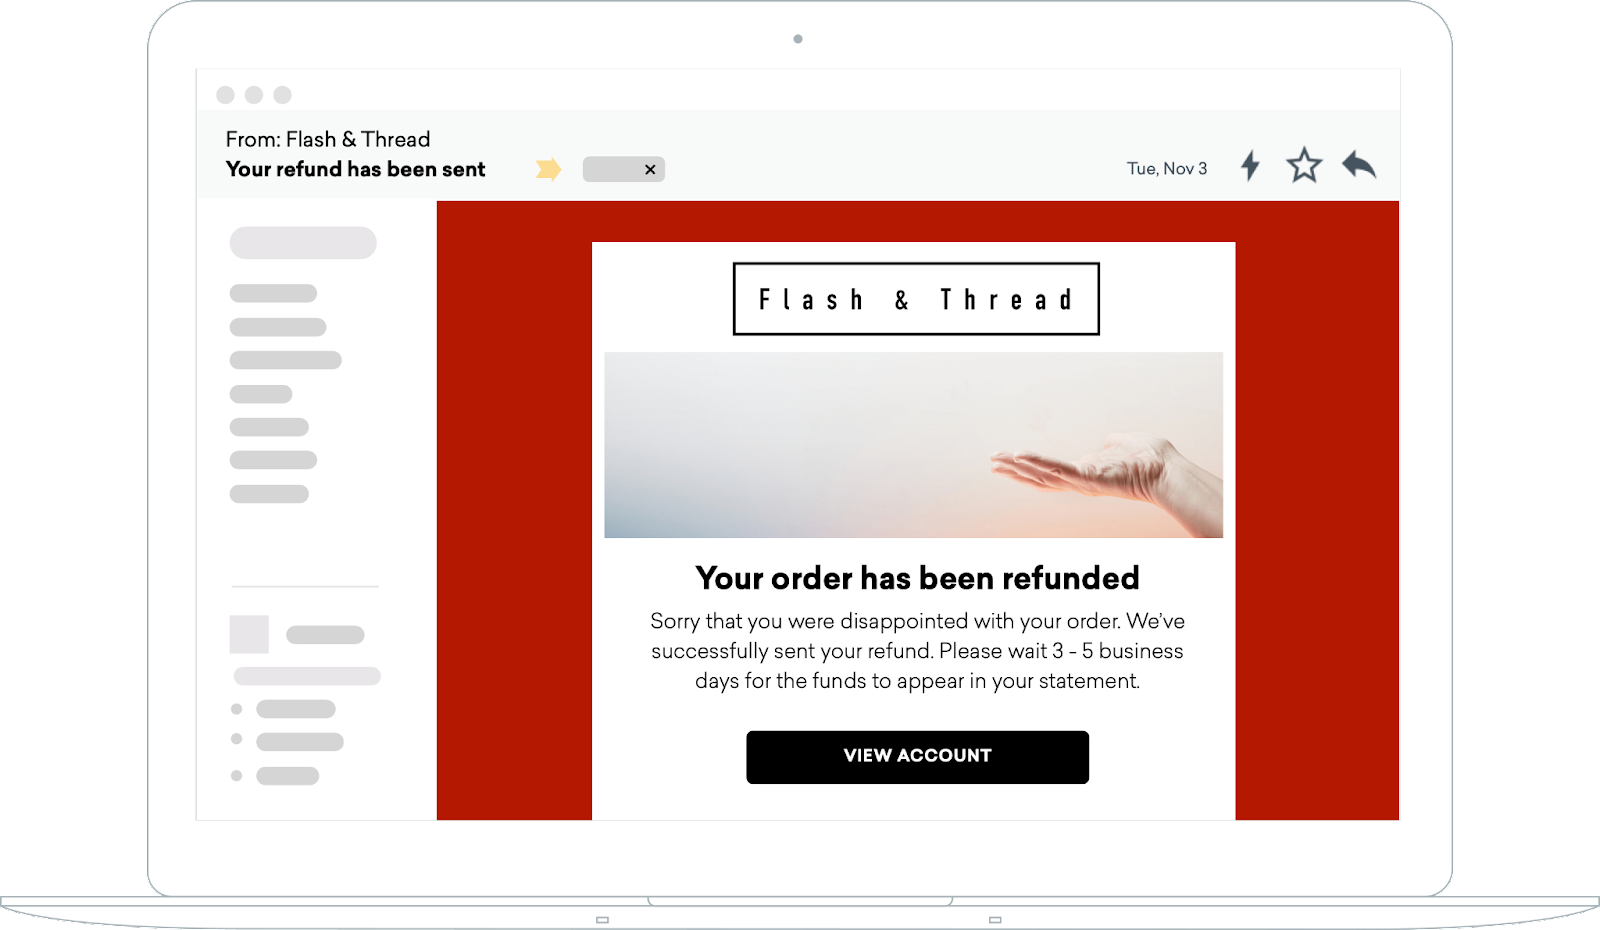 From: Flash & Thread
Your refund has been sent
Tue, Nov 3
Flash & Thread
Your order has been refunded
Sorry that you were disappointed with your order. We’ve
successfully sent your refund. Please wait 3 - 5 business
days for the funds to appear in your statement.
VIEW ACCOUNT